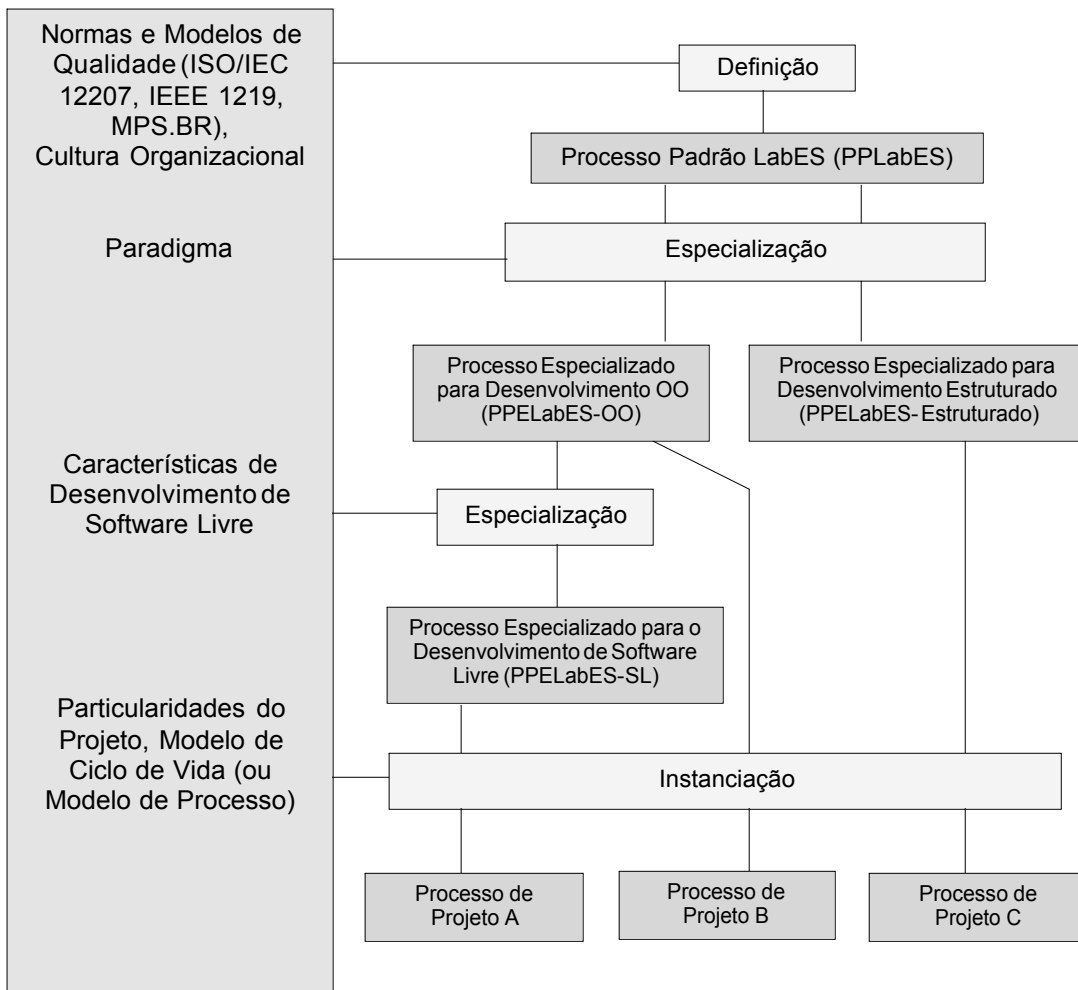 Normas e Modelos de
Qualidade (ISO/IEC
12207, IEEE 1219,
MPS.BR),
Cultura Organizacional
Definição
Processo Padrão LabES (PPLabES)
Paradigma
Especialização
Processo Especializado
para Desenvolvimento OO
(PPELabES-OO)
Processo Especializado para
Desenvolvimento Estruturado
(PPELabES-Estruturado)
Característícas de
Desenvolvimento de
Software Livre
Especialização
Processo Especializado para o
Desenvolvimento de Software
Livre (PPELabES-SL)
Particularidades do
Projeto, Modelo de
Ciclo de Vida (ou
Modelo de Processo)
Instanciação
Processo de
Projeto A
Processo de
Projeto B
Processo de
Projeto C